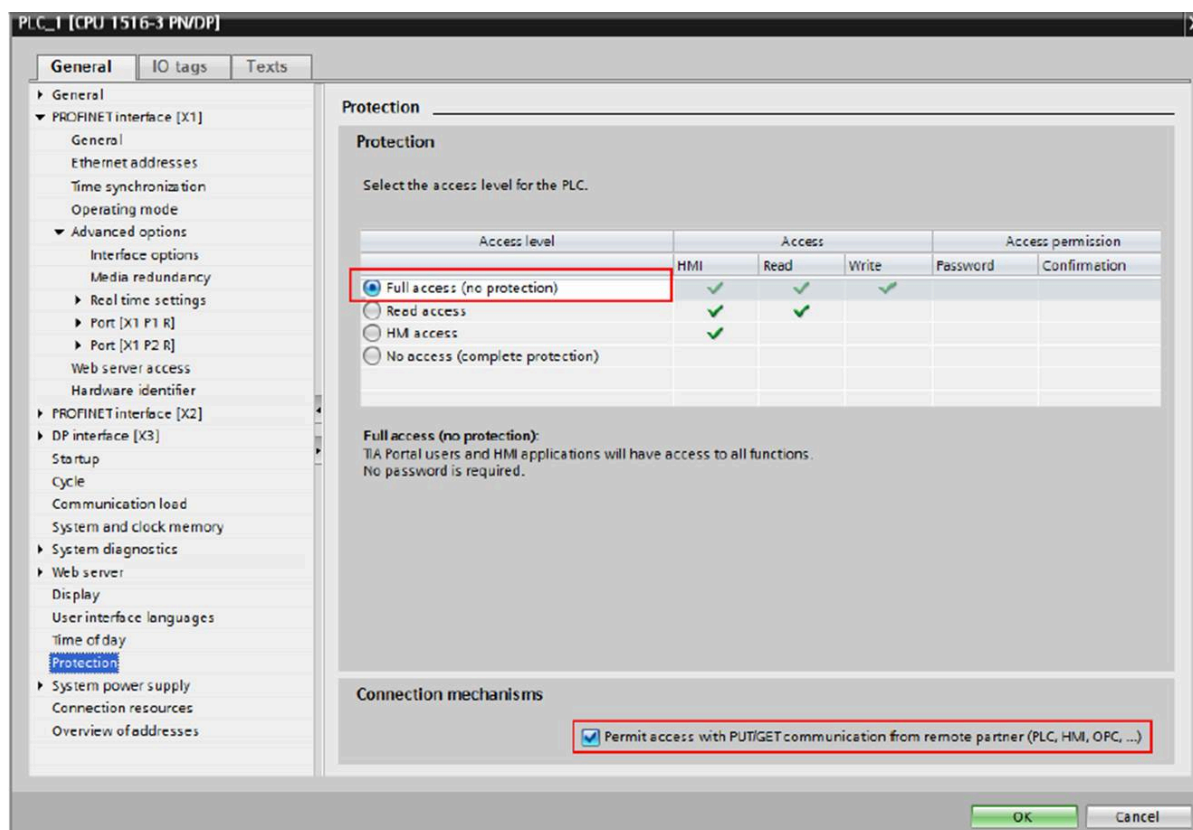 PLC_1 [CPU 1516-3 PN/DP]
General IO tags Texts
General
PROFINET interface [X1]
General
Ethernet addresses
Time synchronization
Operating mode
Advanced options
Interface options
Media redundancy
Real time settings
Port [X1 P1 R]
Port [X1 P2 R]
Web server access
Hardware identifier
PROFINET interface [X2]
DP interface [X3]
Startup
Cycle
Communication load
System and clock memory
System diagnostics
Web server
Display
User interface languages
Time of day
Protection
System power supply
Connection resources
Overview of addresses
Protection
Protection
Select the access level for the PLC.
Access level Access Access permission
HMI Read Write Password Confirmation
Full access (no protection)
Read access
HMI access
No access (complete protection)
Full access (no protection):
TIA Portal users and HMI applications will have access to all functions.
No password is required.
Connection mechanisms
Permit access with PUT/GET communication from remote partner (PLC, HMI, OPC, ...)
OK Cancel